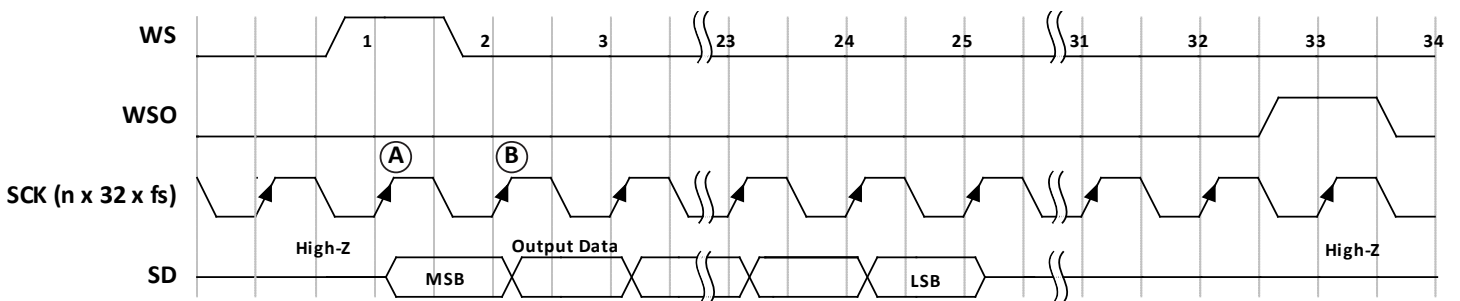 WS 1 2 3 23 24 25 31 32 33 34
WSO
A B
SCK (n x 32 x fs)
High-Z Output Data High-Z
SD MSB LSB